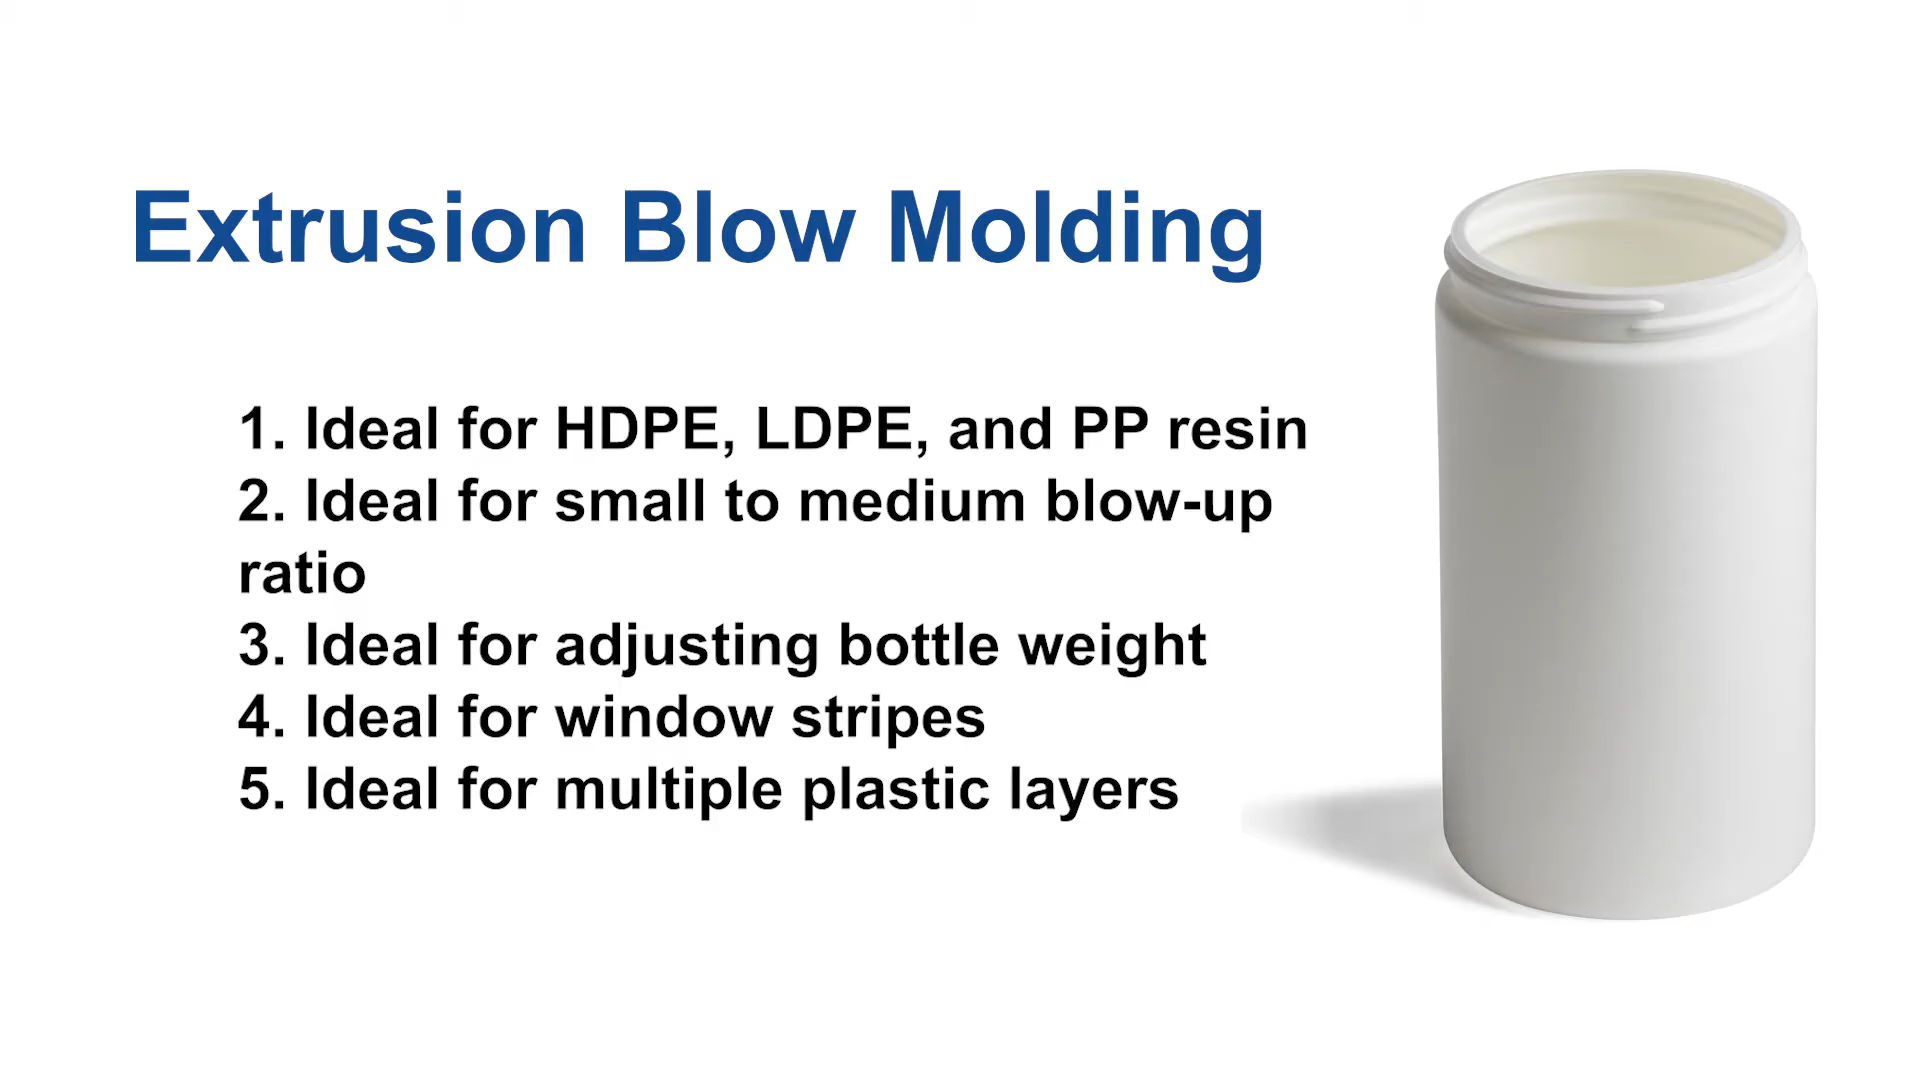 Extrusion Blow Molding
1. Ideal for HDPE, LDPE, and PP resin
2. Ideal for small to medium blow-up
ratio
3. Ideal for adjusting bottle weight
4. Ideal for window stripes
5. Ideal for multiple plastic layers